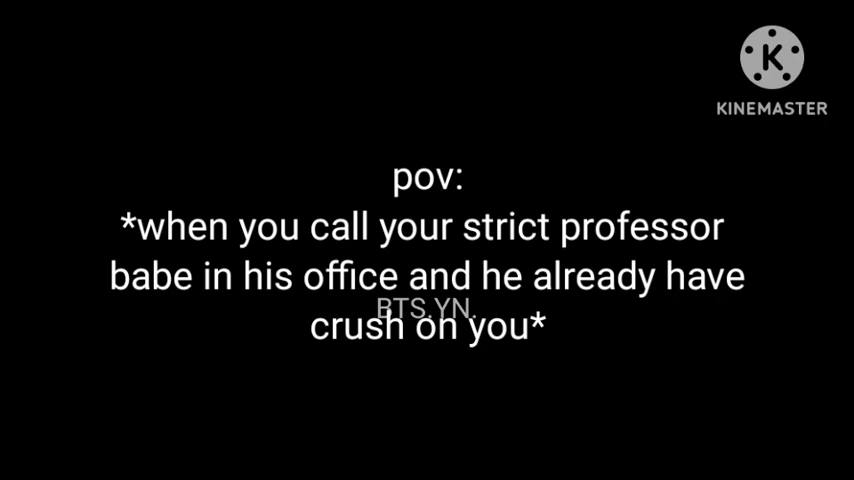 KINEMASTER
pov:
*when you call your strict professor
babe in his office and he already have
BTS.YN.
crush on you*